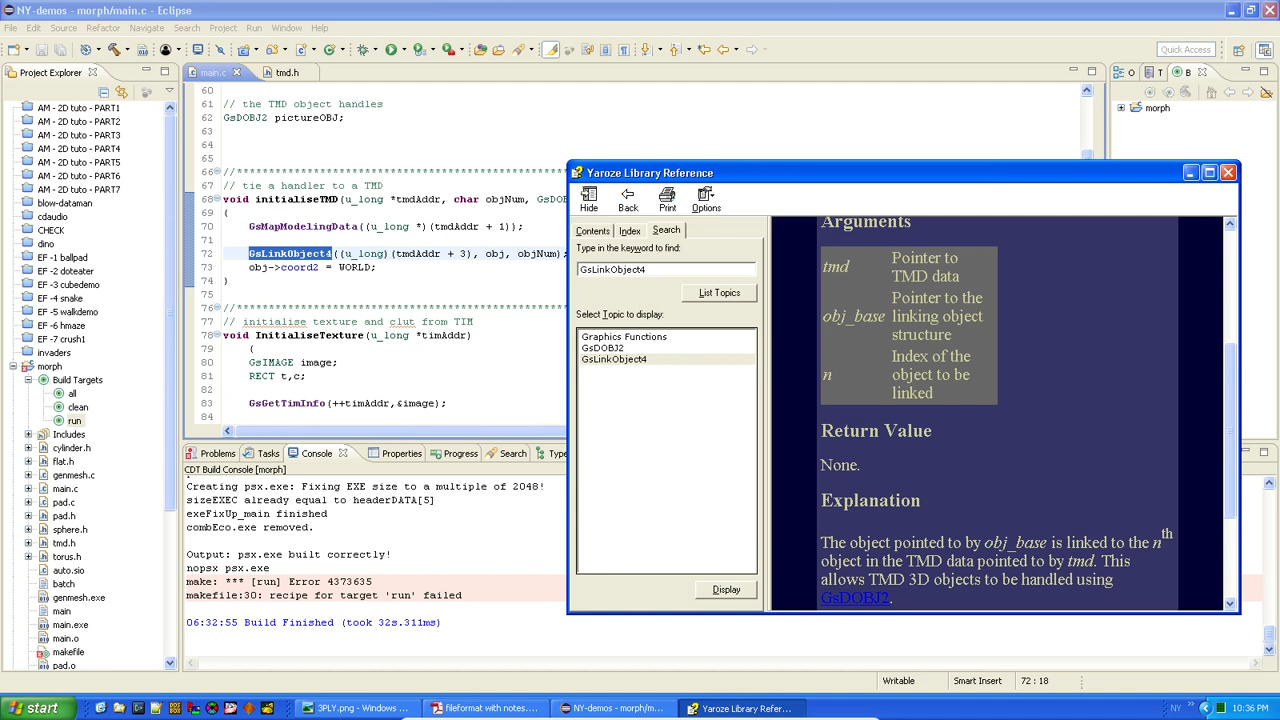 NY-demos - morph/main.c - Eclipse
File Edit Source Refactor Navigate Search Project Run Window Help
Quick Access
Project Explorer
AM - 2D tuto - PART1
AM - 2D tuto - PART2
AM - 2D tuto - PART3
AM - 2D tuto - PART4
AM - 2D tuto - PART5
AM - 2D tuto - PART6
AM - 2D tuto - PART7
blow-dataman
cdaudio
CHECK
dino
EF -1 ballpad
EF -2 doteater
EF -3 cubedemo
EF -4 snake
EF -5 walkdemo
EF -6 hmaze
EF -7 crush1
invaders
morph
Build Targets
all
clean
run
Includes
cylinder.h
flat.h
genmesh.c
main.c
pad.c
pad.h
sphere.h
tmd.h
torus.h
auto.sio
batch
genmesh.exe
main
main.exe
main.o
makefile
pad.o
main.c
tmd.h
60
61 // the TMD object handles
62 GsDOBJ2 pictureOBJ;
63
64
65
66 //************************************************
67 // tie a handler to a TMD
68 void initialiseTMD(u_long *tmdAddr, char objNum, GsDO
69 {
70 GsMapModelingData((u_long *)(tmdAddr + 1));
71
72 GsLinkObject4((u_long)(tmdAddr + 3), obj, objNum);
73 obj->coord2 = WORLD;
74 }
75
76 //************************************************
77 // initialise texture and clut from TIM
78 void InitialiseTexture(u_long *timAddr)
79 {
80 GsIMAGE image;
81 RECT t,c;
82
83 GsGetTimInfo(++timAddr,&image);
84
O T B
morph
Problems Tasks Console Properties Progress Search Type
CDT Build Console [morph]
Creating psx.exe: Fixing EXE size to a multiple of 2048!
sizeEXEC already equal to headerDATA[5]
exeFixUp_main finished
combEco.exe removed.
Output: psx.exe built correctly!
nopsx psx.exe
make: *** [run] Error 4373635
makefile:30: recipe for target 'run' failed
06:32:55 Build Finished (took 32s.311ms)
Yaroze Library Reference
Hide Back Print Options
Contents Index Search
Type in the keyword to find:
GsLinkObject4
List Topics
Select Topic to display:
Graphics Functions
GsDOBJ2
GsLinkObject4
Display
Arguments
tmd Pointer to
TMD data
obj_base Pointer to the
linking object
structure
n Index of the
object to be
linked
Return Value
None.
Explanation
The object pointed to by obj_base is linked to the nth
object in the TMD data pointed to by tmd. This
allows TMD 3D objects to be handled using
GsDOBJ2.
Writable Smart Insert 72 : 18
start
3PLY.png - Windows ...
fileformat with notes....
NY-demos - morph/m...
Yaroze Library Refer...
NY
10:36 PM